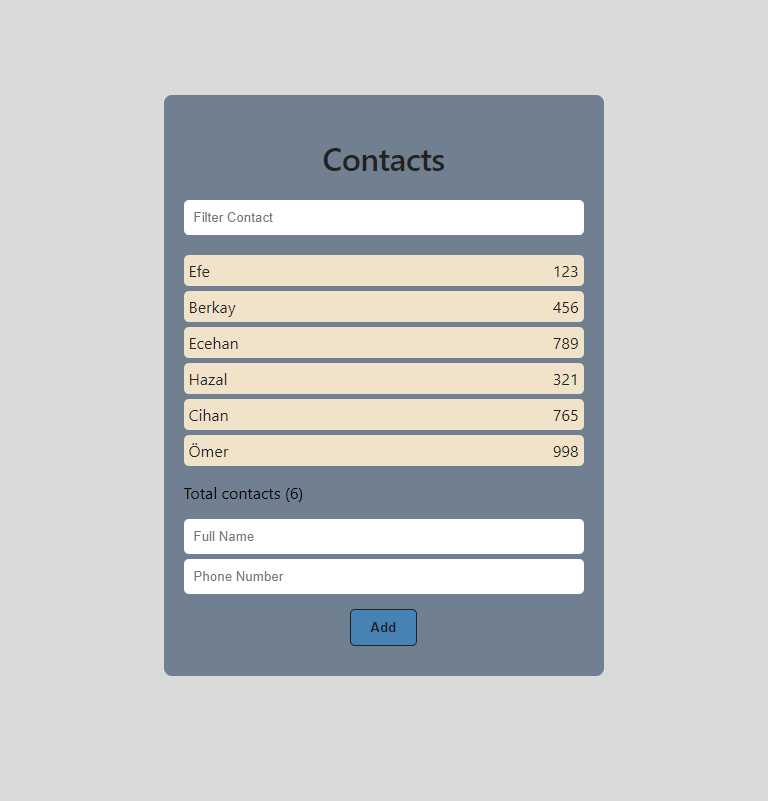 Contacts
Filter Contact
Efe 123
Berkay 456
Ecehan 789
Hazal 321
Cihan 765
Ömer 998
Total contacts (6)
Full Name
Phone Number
Add